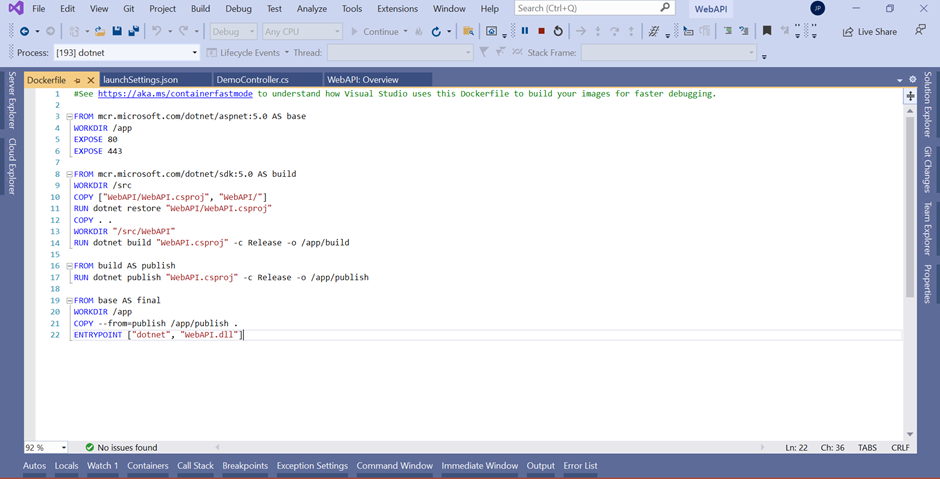 File Edit View Git Project Build Debug Test Analyze Tools Extensions Window Help Search (Ctrl+Q) WebAPI JP
Debug Any CPU Continue Live Share
Process: [193] dotnet Lifecycle Events Thread: Stack Frame:
Server Explorer
Cloud Explorer
Dockerfile launchSettings.json DemoController.cs WebAPI: Overview
1 #See https://aka.ms/containerfastmode to understand how Visual Studio uses this Dockerfile to build your images for faster debugging.
2
3 FROM mcr.microsoft.com/dotnet/aspnet:5.0 AS base
4 WORKDIR /app
5 EXPOSE 80
6 EXPOSE 443
7
8 FROM mcr.microsoft.com/dotnet/sdk:5.0 AS build
9 WORKDIR /src
10 COPY ["WebAPI/WebAPI.csproj", "WebAPI/"]
11 RUN dotnet restore "WebAPI/WebAPI.csproj"
12 COPY . .
13 WORKDIR "/src/WebAPI"
14 RUN dotnet build "WebAPI.csproj" -c Release -o /app/build
15
16 FROM build AS publish
17 RUN dotnet publish "WebAPI.csproj" -c Release -o /app/publish
18
19 FROM base AS final
20 WORKDIR /app
21 COPY --from=publish /app/publish .
22 ENTRYPOINT ["dotnet", "WebAPI.dll"]
Solution Explorer
Git Changes
Team Explorer
Properties
92 % No issues found Ln: 22 Ch: 36 TABS CRLF
Autos Locals Watch 1 Containers Call Stack Breakpoints Exception Settings Command Window Immediate Window Output Error List